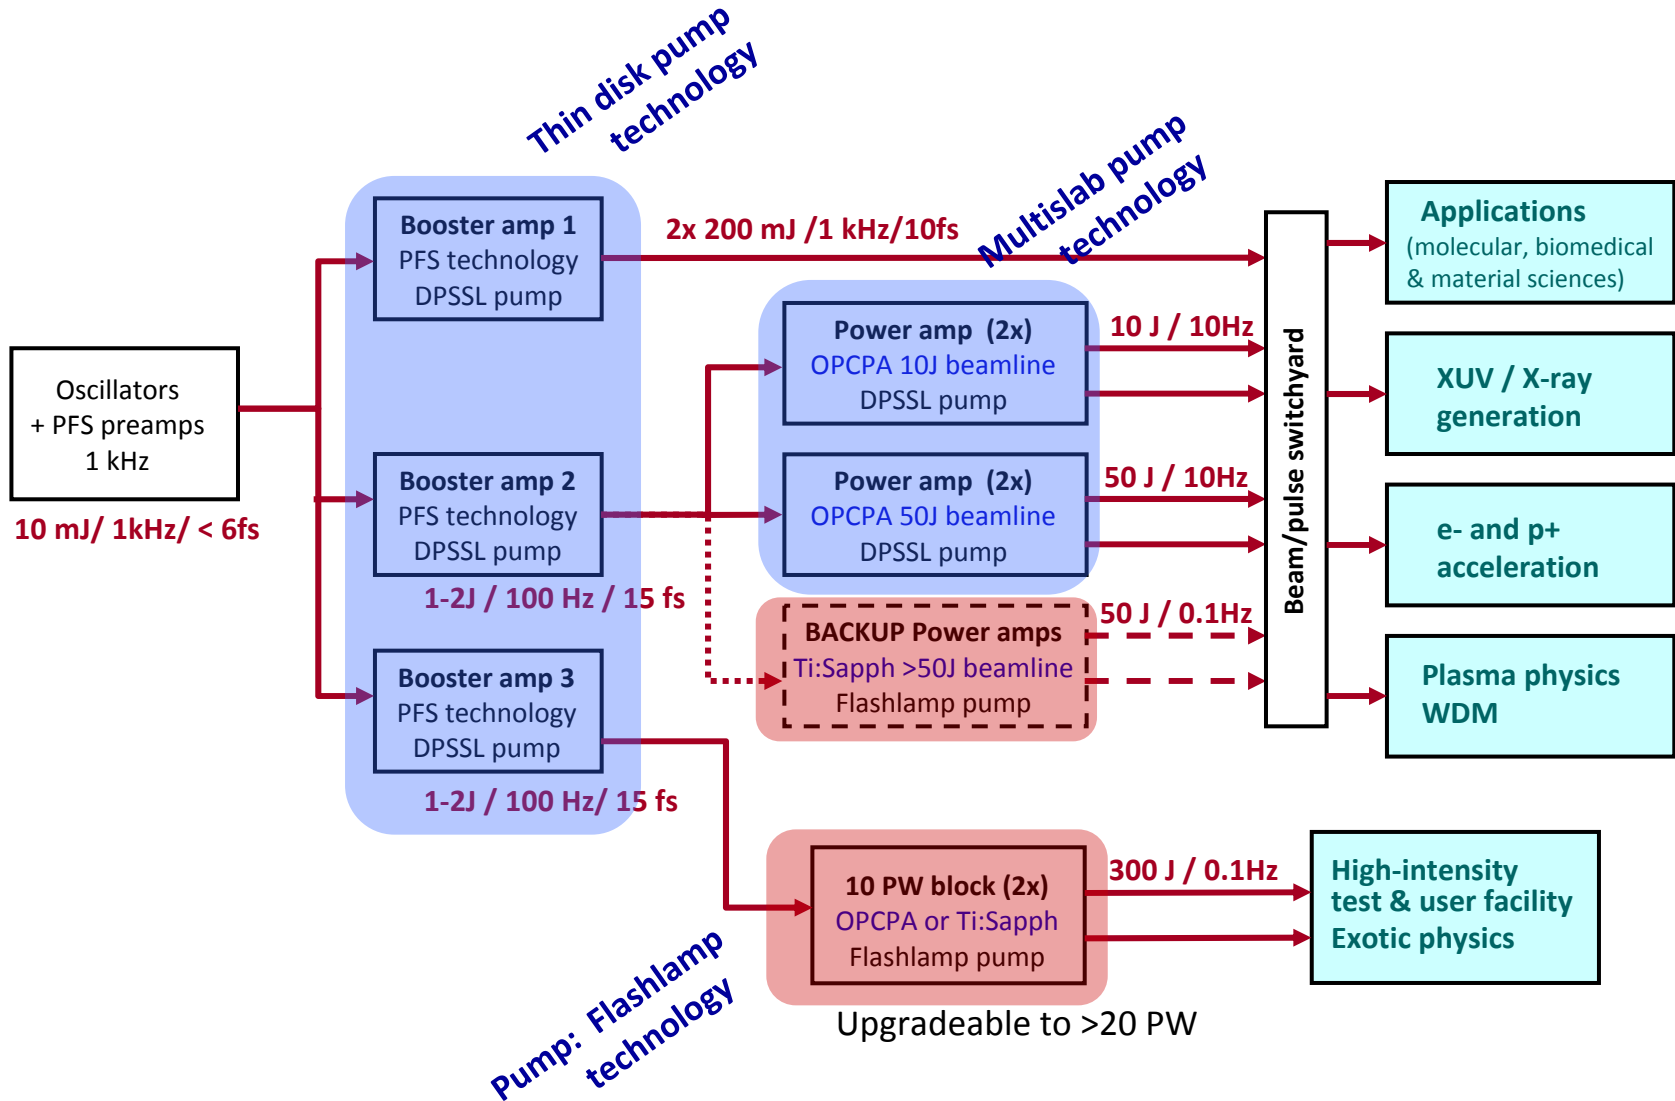 Thin disk pump
technology
Multislab pump
technology
Booster amp 1
PFS technology
DPSSL pump
2x 200 mJ /1 kHz/10fs
Applications
(molecular, biomedical
& material sciences)
Oscillators
+ PFS preamps
1 kHz
10 mJ/ 1kHz/ < 6fs
Power amp (2x)
OPCPA 10J beamline
DPSSL pump
10 J / 10Hz
Beam/pulse switchyard
XUV / X-ray
generation
Booster amp 2
PFS technology
DPSSL pump
1-2J / 100 Hz / 15 fs
Power amp (2x)
OPCPA 50J beamline
DPSSL pump
50 J / 10Hz
e- and p+
acceleration
BACKUP Power amps
Ti:Sapph >50J beamline
Flashlamp pump
50 J / 0.1Hz
Plasma physics
WDM
Booster amp 3
PFS technology
DPSSL pump
1-2J / 100 Hz/ 15 fs
10 PW block (2x)
OPCPA or Ti:Sapph
Flashlamp pump
300 J / 0.1Hz
High-intensity
test & user facility
Exotic physics
Pump: Flashlamp
technology
Upgradeable to >20 PW